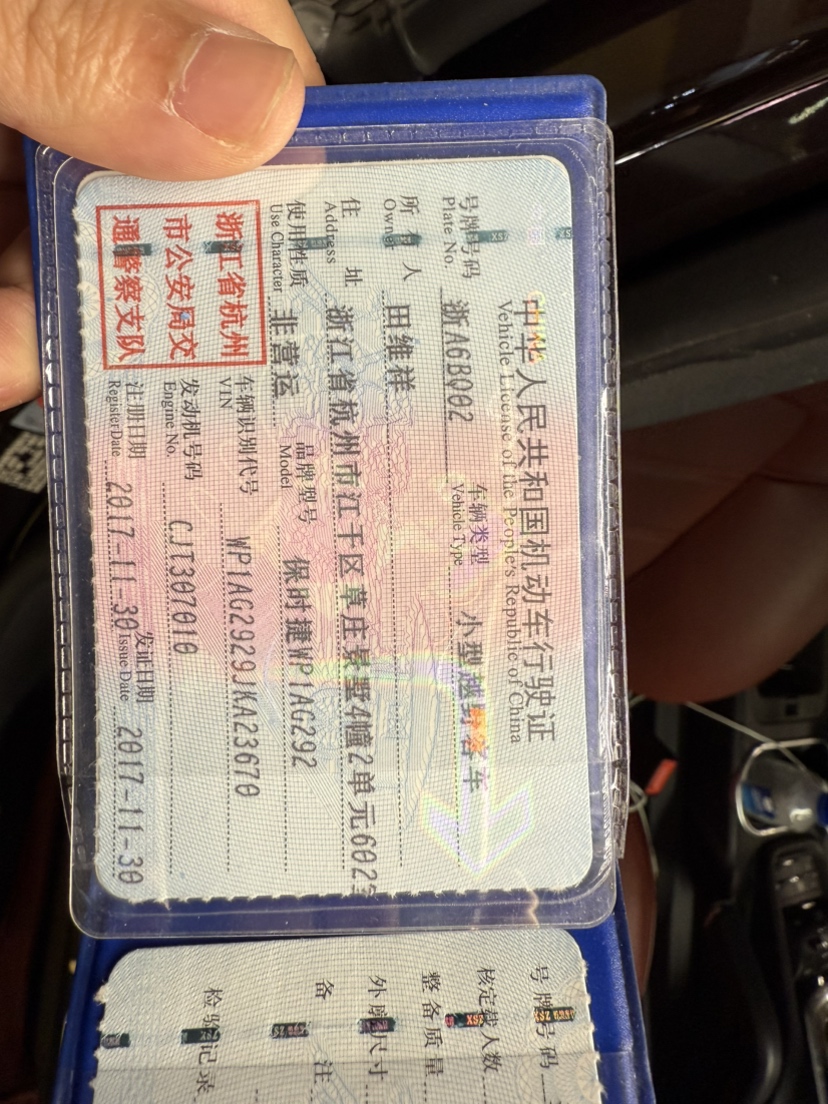 中华人民共和国机动车行驶证
Vehicle License of the People's Republic of China
号牌号码 浙A6BQ02 车辆类型 小型越野客车
Plate No. Vehicle Type
所有人 田维祥
Owner
住址 浙江省杭州市江干区草庄景墅4幢2单元602室
Address
使用性质 非营运 品牌型号 保时捷WP1AG292
Use Character Model
浙江省杭州
市公安局交
通警察支队
车辆识别代号 WP1AG2929JKA23670
VIN
发动机号码 CJT307010
Engine No.
注册日期 2017-11-30 发证日期 2017-11-30
Register Date Issue Date
号牌号码
核定载人数
整备质量
外廓尺寸
备注
检验记录